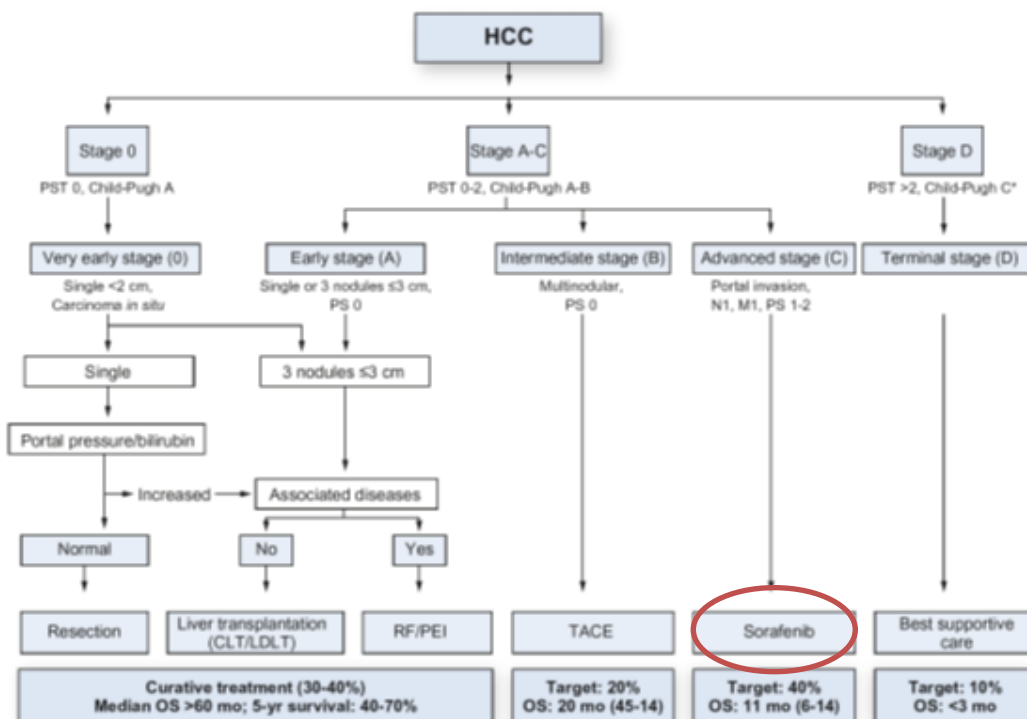 HCC
Stage 0
PST 0, Child-Pugh A
Stage A-C
PST 0-2, Child-Pugh A-B
Stage D
PST >2, Child-Pugh C*
Very early stage (0)
Single <2 cm,
Carcinoma in situ
Early stage (A)
Single or 3 nodules ≤3 cm,
PS 0
Intermediate stage (B)
Multinodular,
PS 0
Advanced stage (C)
Portal invasion,
N1, M1, PS 1-2
Terminal stage (D)
Single
3 nodules ≤3 cm
Portal pressure/bilirubin
Increased
Associated diseases
Normal
No
Yes
Resection
Liver transplantation
(CLT/LDLT)
RF/PEI
TACE
Sorafenib
Best supportive
care
Curative treatment (30-40%)
Median OS >60 mo; 5-yr survival: 40-70%
Target: 20%
OS: 20 mo (45-14)
Target: 40%
OS: 11 mo (6-14)
Target: 10%
OS: <3 mo